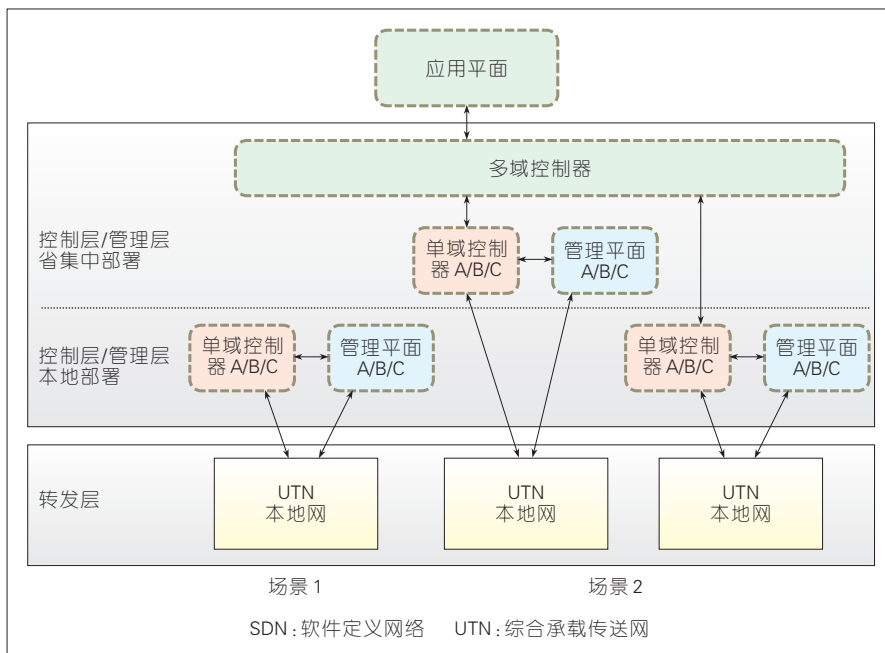 应用平面
多域控制器
控制层/管理层
省集中部署
单域控制
器 A/B/C
管理平面
A/B/C
控制层/管理层
本地部署
单域控制
器 A/B/C
管理平面
A/B/C
单域控制
器 A/B/C
管理平面
A/B/C
转发层
UTN
本地网
UTN
本地网
UTN
本地网
场景 1
场景 2
SDN：软件定义网络 UTN：综合承载传送网